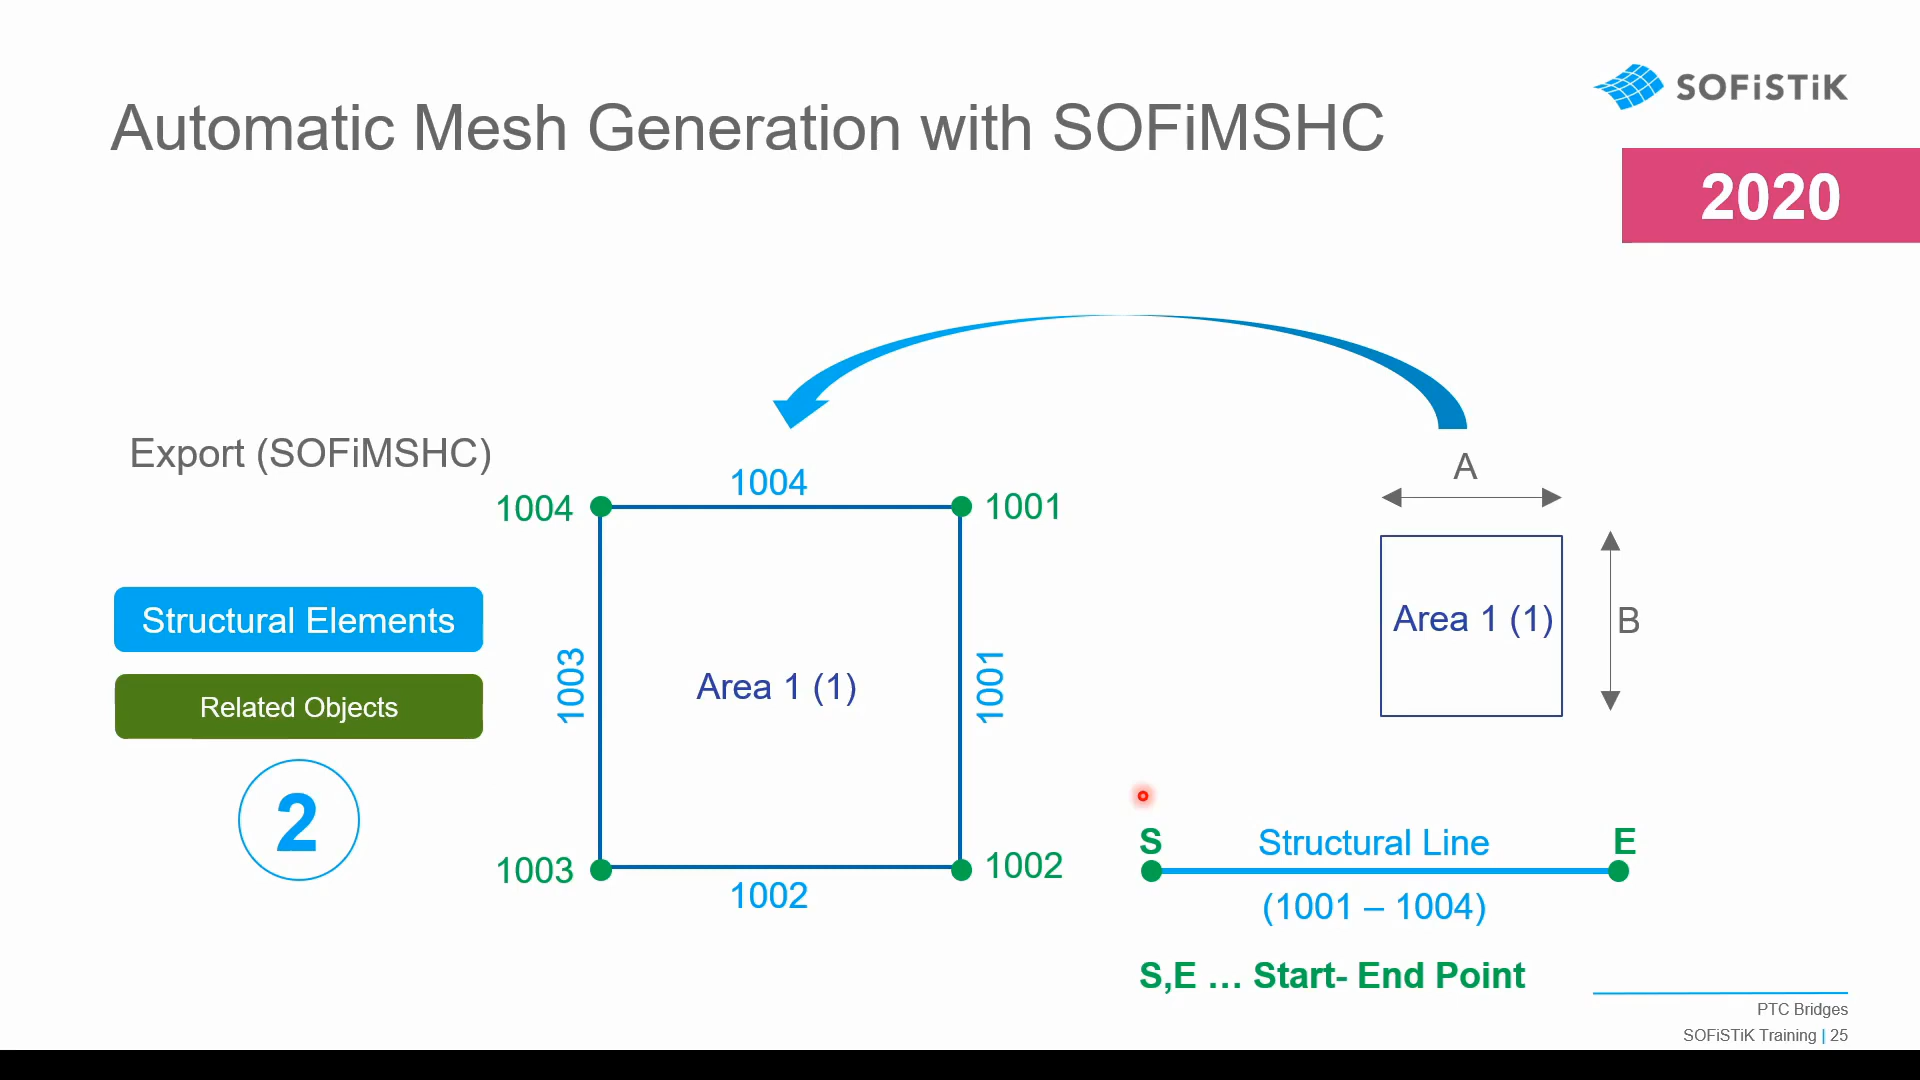 SOFiSTiK
Automatic Mesh Generation with SOFiMSHC
2020
Export (SOFiMSHC)
A
1004
1004
1001
Structural Elements
Area 1 (1)
B
1003
Area 1 (1)
1001
Related Objects
2
S
Structural Line
E
1003
1002
1002
(1001 – 1004)
S,E … Start- End Point
PTC Bridges
SOFiSTiK Training | 25